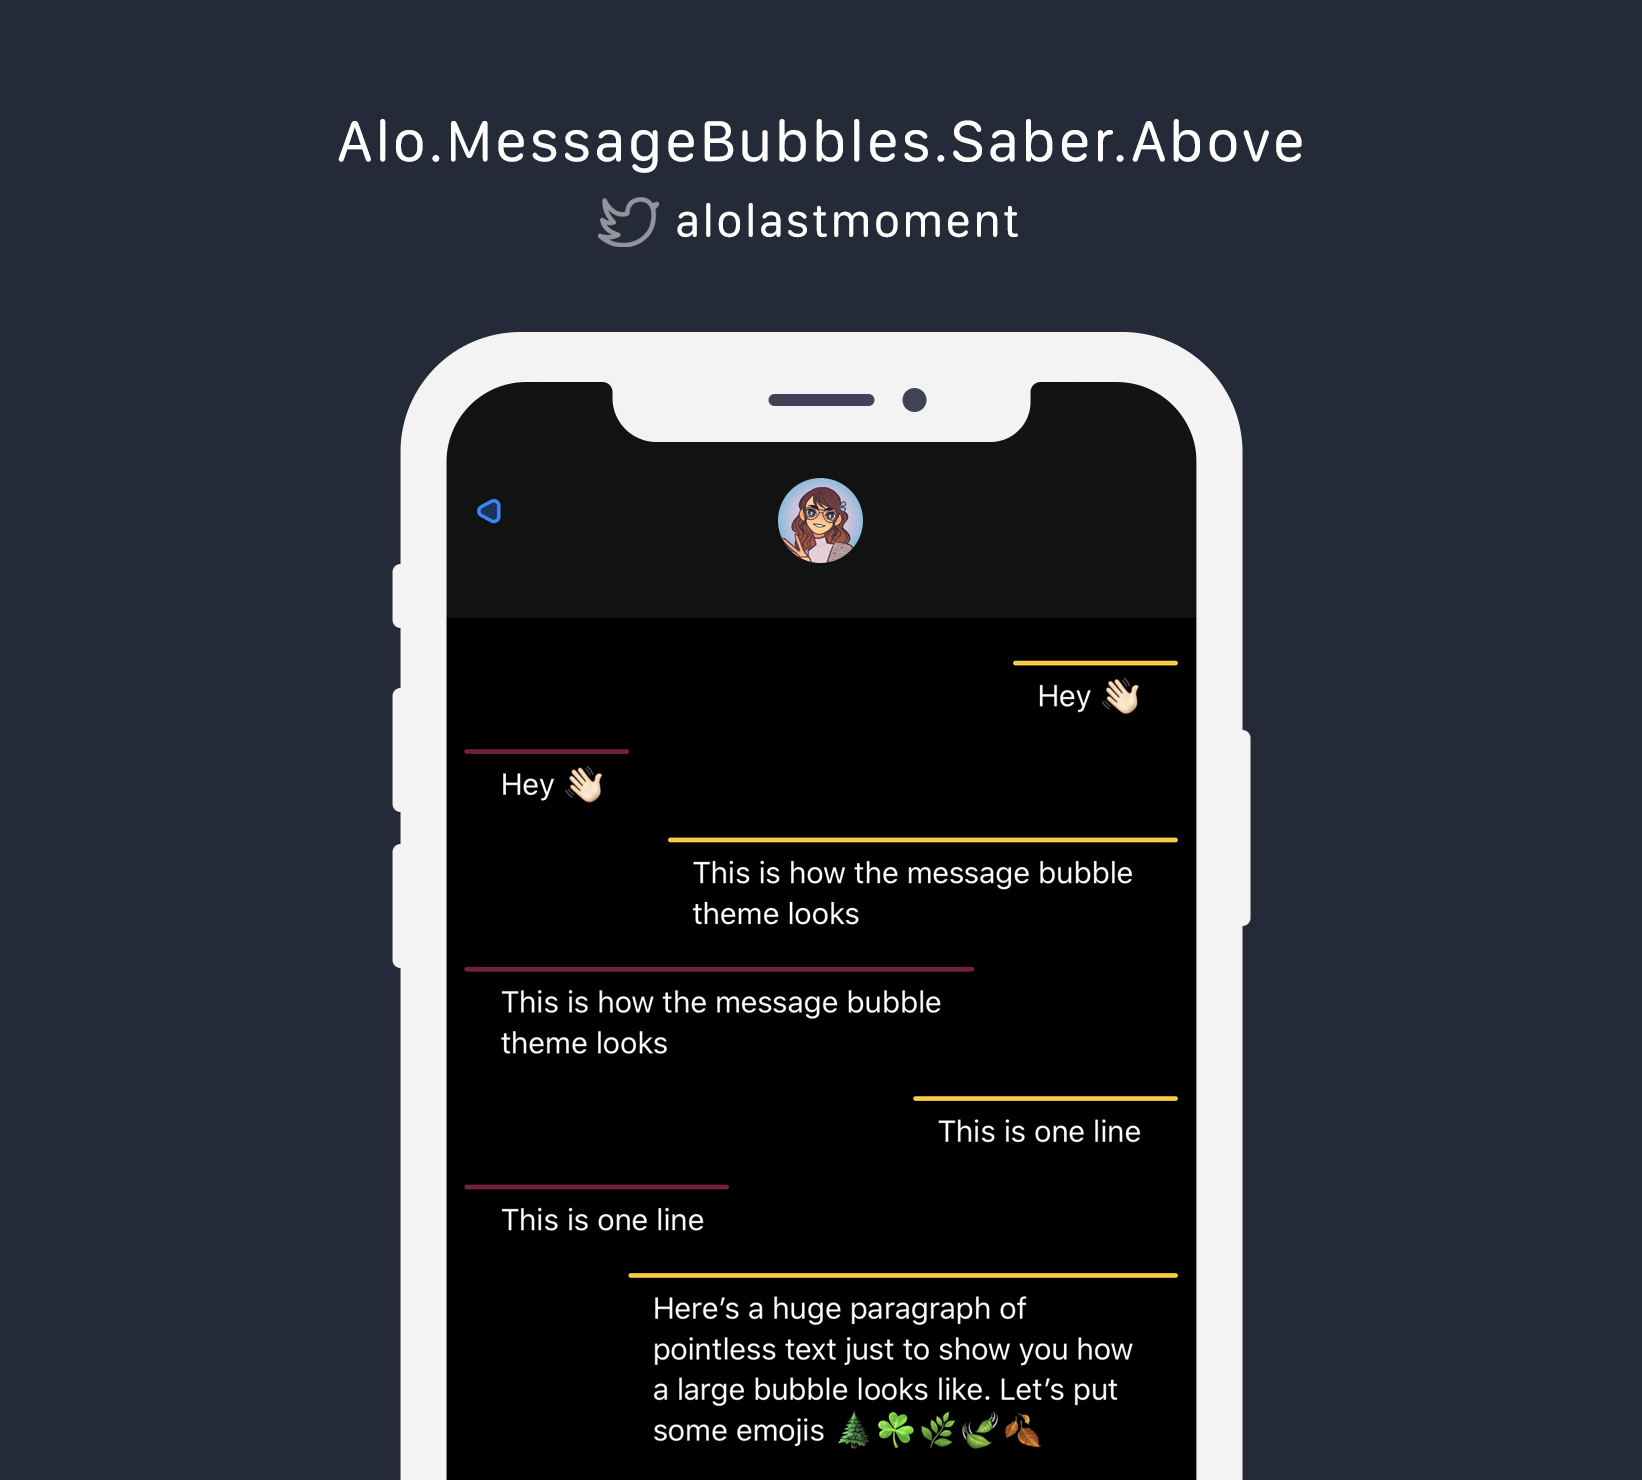 Alo.MessageBubbles.Saber.Above
alolastmoment
Hey 👋🏻
Hey 👋🏻
This is how the message bubble
theme looks
This is how the message bubble
theme looks
This is one line
This is one line
Here’s a huge paragraph of
pointless text just to show you how
a large bubble looks like. Let’s put
some emojis 🌲☘️🌿🍃🍂